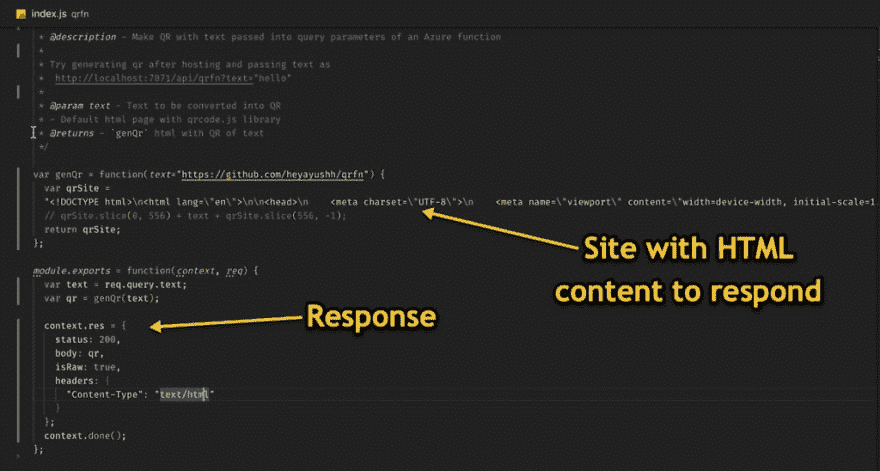 index.js qrfn
* @description - Make QR with text passed into query parameters of an Azure function
*
* Try generating qr after hosting and passing text as
* http://localhost:7071/api/qrfn?text="hello"
*
* @param text - Text to be converted into QR
* - Default html page with qrcode.js library
* @returns - `genQr` html with QR of text
*/
var genQr = function(text="https://github.com/heyayushh/qrfn") {
var qrSite =
"<!DOCTYPE html>\n<html lang=\"en\">\n\n<head>\n    <meta charset=\"UTF-8\">\n    <meta name=\"viewport\" content=\"width=device-width, initial-scale=1
// qrSite.slice(0, 556) + text + qrSite.slice(556, -1);
return qrSite;
};
Site with HTML
content to respond
module.exports = function(context, req) {
var text = req.query.text;
var qr = genQr(text);
Response
context.res = {
status: 200,
body: qr,
isRaw: true,
headers: {
"Content-Type": "text/html"
}
};
context.done();
};